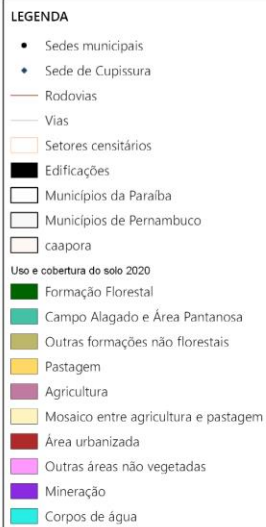 LEGENDA
Sedes municipais
Sede de Cupissura
Rodovias
Vias
Setores censitários
Edificações
Municípios da Paraíba
Municípios de Pernambuco
caapora
Uso e cobertura do solo 2020
Formação Florestal
Campo Alagado e Área Pantanosa
Outras formações não florestais
Pastagem
Agricultura
Mosaico entre agricultura e pastagem
Área urbanizada
Outras áreas não vegetadas
Mineração
Corpos de água